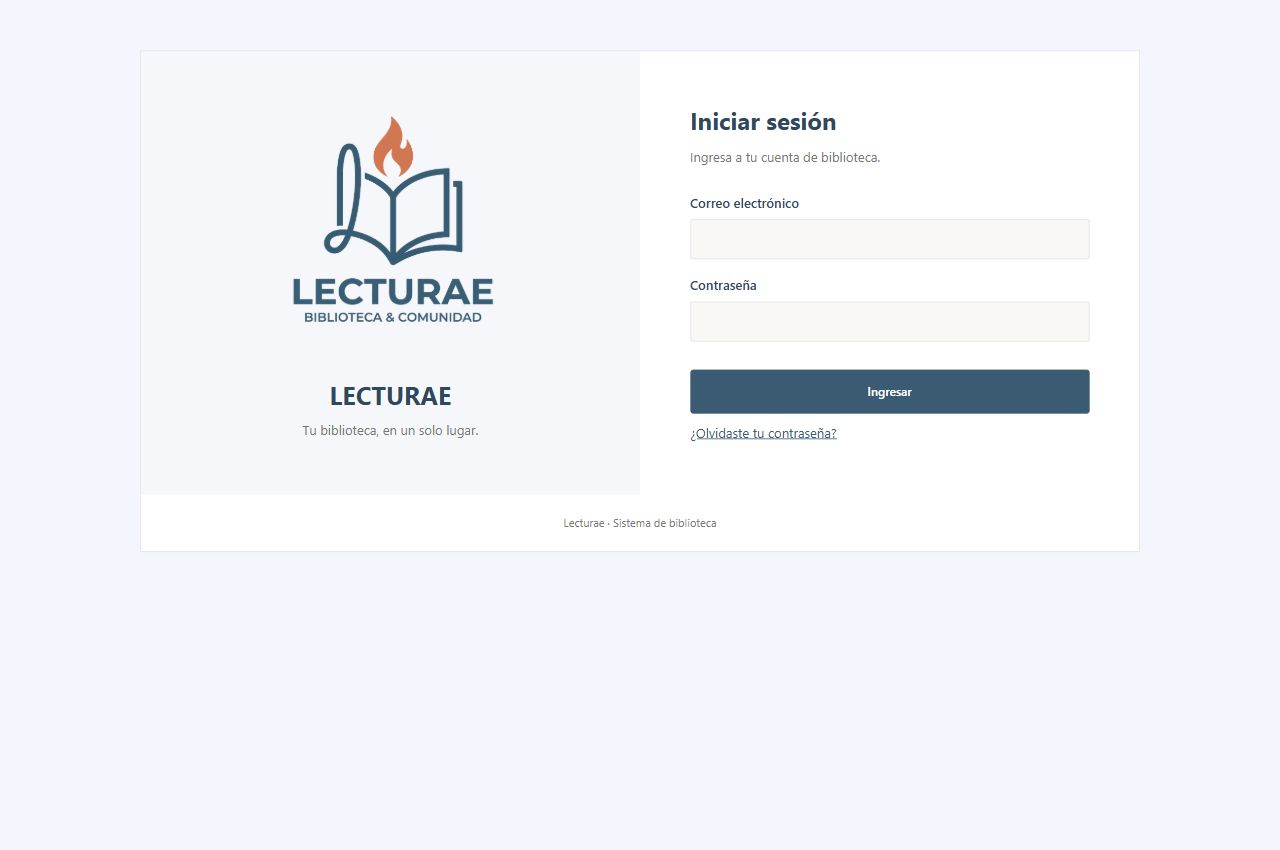 LECTURAE
BIBLIOTECA & COMUNIDAD
LECTURAE
Tu biblioteca, en un solo lugar.
Iniciar sesión
Ingresa a tu cuenta de biblioteca.
Correo electrónico
Contraseña
Ingresar
¿Olvidaste tu contraseña?
Lecturae · Sistema de biblioteca